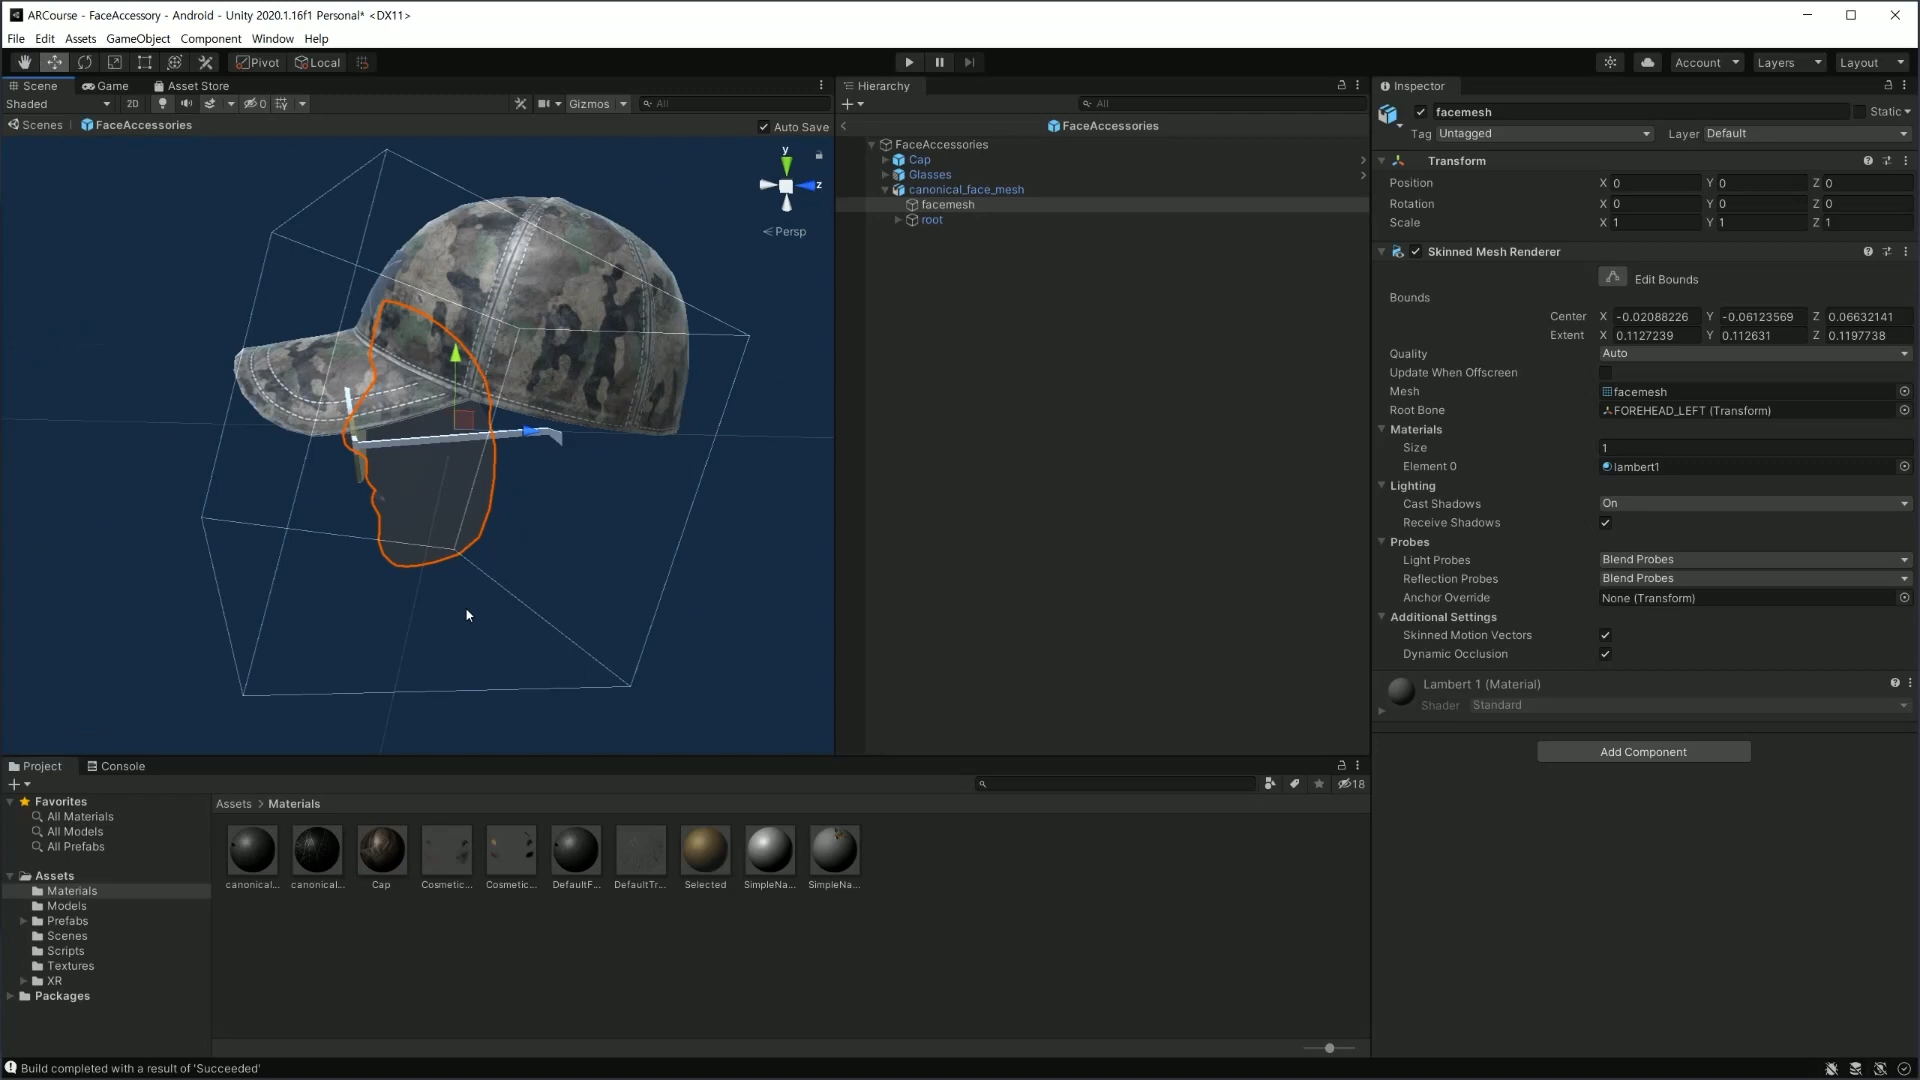 ARCourse - FaceAccessory - Android - Unity 2020.1.16f1 Personal* <DX11>
File Edit Assets GameObject Component Window Help
Pivot Local Account Layers Layout
Scene Game Asset Store
Shaded 2D 0 Gizmos All
Scenes FaceAccessories Auto Save
y
z
Persp
Hierarchy
All
FaceAccessories
FaceAccessories
Cap
Glasses
canonical_face_mesh
facemesh
root
Inspector
facemesh Static
Tag Untagged Layer Default
Transform
Position X 0 Y 0 Z 0
Rotation X 0 Y 0 Z 0
Scale X 1 Y 1 Z 1
Skinned Mesh Renderer
Edit Bounds
Bounds
Center X -0.02088226 Y -0.06123569 Z 0.06632141
Extent X 0.1127239 Y 0.112631 Z 0.1197738
Quality Auto
Update When Offscreen
Mesh facemesh
Root Bone FOREHEAD_LEFT (Transform)
Materials
Size 1
Element 0 lambert1
Lighting
Cast Shadows On
Receive Shadows
Probes
Light Probes Blend Probes
Reflection Probes Blend Probes
Anchor Override None (Transform)
Additional Settings
Skinned Motion Vectors
Dynamic Occlusion
Lambert 1 (Material)
Shader Standard
Add Component
Project Console
18
Favorites
All Materials
All Models
All Prefabs
Assets
Materials
Models
Prefabs
Scenes
Scripts
Textures
XR
Packages
Assets > Materials
canonical... canonical... Cap Cosmetic... Cosmetic... DefaultF... DefaultTr... Selected SimpleNa... SimpleNa...
Build completed with a result of 'Succeeded'